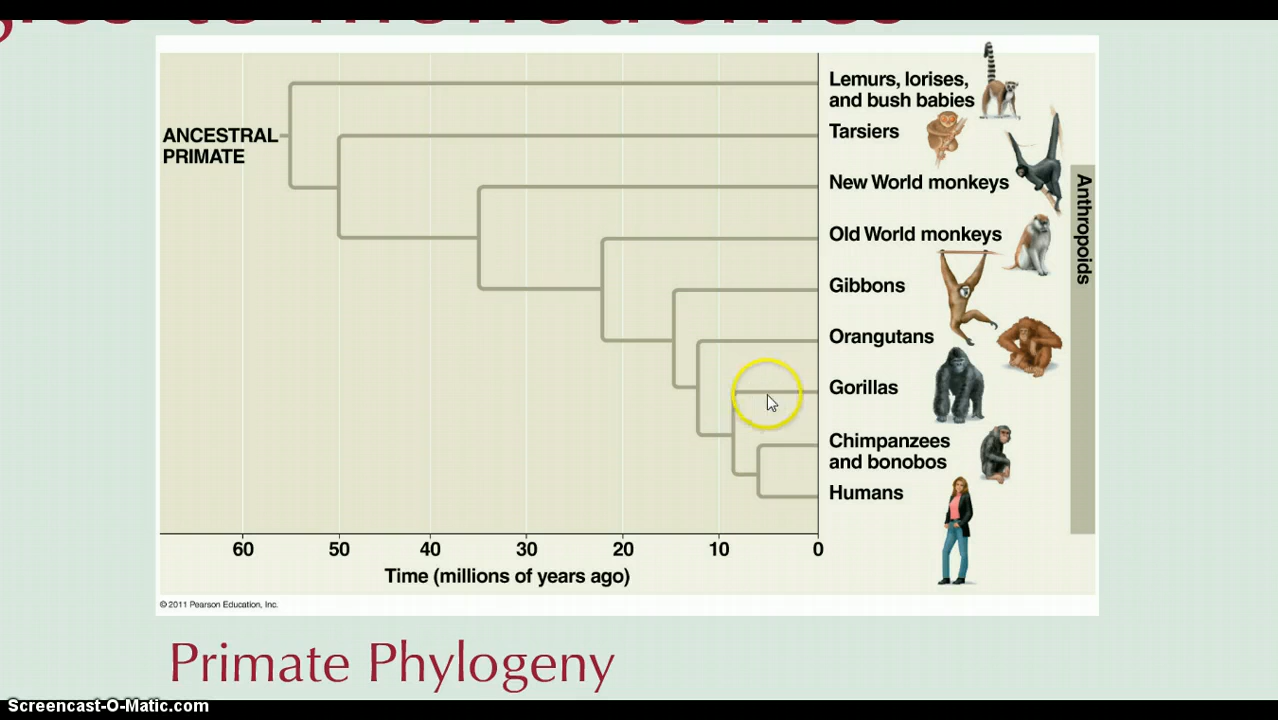 ANCESTRAL
PRIMATE
Lemurs, lorises,
and bush babies
Tarsiers
New World monkeys
Old World monkeys
Gibbons
Orangutans
Gorillas
Chimpanzees
and bonobos
Humans
Anthropoids
60 50 40 30 20 10 0
Time (millions of years ago)
© 2011 Pearson Education, Inc.
Primate Phylogeny
Screencast-O-Matic.com